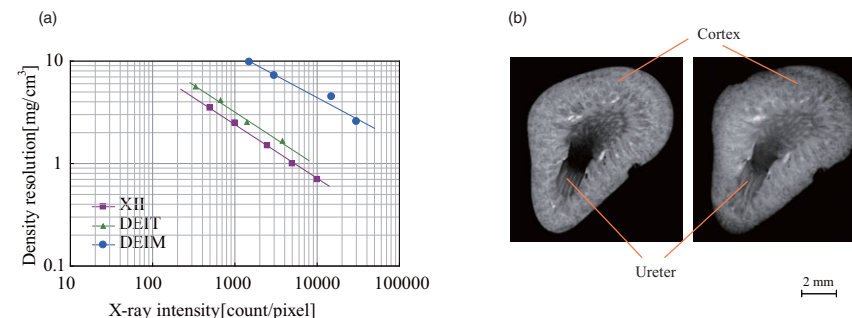 (a)
10
1
0.1
Density resolution[mg/cm³]
XII
DEIT
DEIM
10
100
1000
10000
100000
X-ray intensity[count/pixel]
(b)
Cortex
Ureter
2 mm